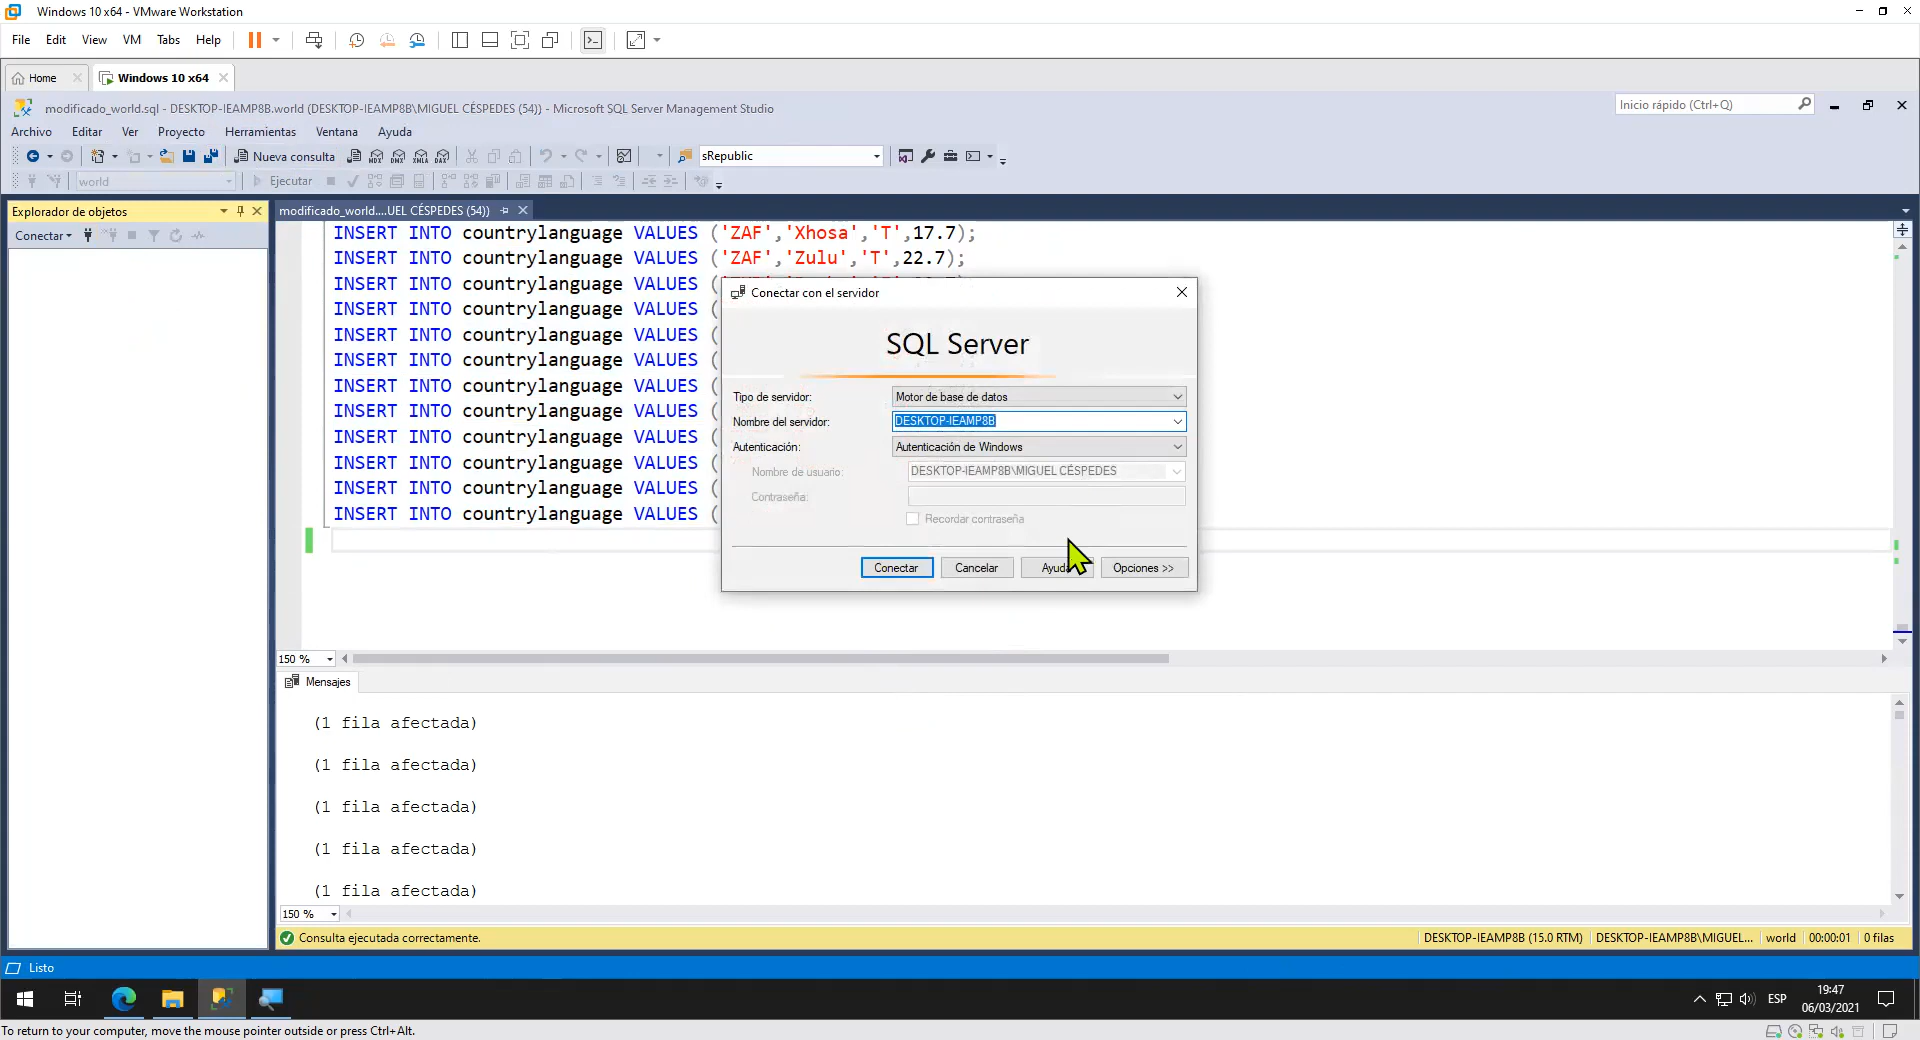 Windows 10 x64 - VMware Workstation
File Edit View VM Tabs Help
Home
Windows 10 x64
modificado_world.sql - DESKTOP-IEAMP8B.world (DESKTOP-IEAMP8B\MIGUEL CÉSPEDES (54)) - Microsoft SQL Server Management Studio
Inicio rápido (Ctrl+Q)
Archivo Editar Ver Proyecto Herramientas Ventana Ayuda
Nueva consulta
MDX DMX XMLA DAX
sRepublic
world
Ejecutar
Explorador de objetos
Conectar
modificado_world....UEL CÉSPEDES (54))
INSERT INTO countrylanguage VALUES ('ZAF','Xhosa','T',17.7);
INSERT INTO countrylanguage VALUES ('ZAF','Zulu','T',22.7);
INSERT INTO countrylanguage VALUES (
INSERT INTO countrylanguage VALUES (
INSERT INTO countrylanguage VALUES (
INSERT INTO countrylanguage VALUES (
INSERT INTO countrylanguage VALUES (
INSERT INTO countrylanguage VALUES (
INSERT INTO countrylanguage VALUES (
INSERT INTO countrylanguage VALUES (
INSERT INTO countrylanguage VALUES (
INSERT INTO countrylanguage VALUES (
Conectar con el servidor
SQL Server
Tipo de servidor: Motor de base de datos
Nombre del servidor: DESKTOP-IEAMP8B
Autenticación: Autenticación de Windows
Nombre de usuario: DESKTOP-IEAMP8B\MIGUEL CÉSPEDES
Contraseña:
Recordar contraseña
Conectar Cancelar Ayuda Opciones >>
150 %
Mensajes
(1 fila afectada)
(1 fila afectada)
(1 fila afectada)
(1 fila afectada)
(1 fila afectada)
150 %
Consulta ejecutada correctamente.
DESKTOP-IEAMP8B (15.0 RTM) DESKTOP-IEAMP8B\MIGUEL... world 00:00:01 0 filas
Listo
ESP
19:47
06/03/2021
To return to your computer, move the mouse pointer outside or press Ctrl+Alt.